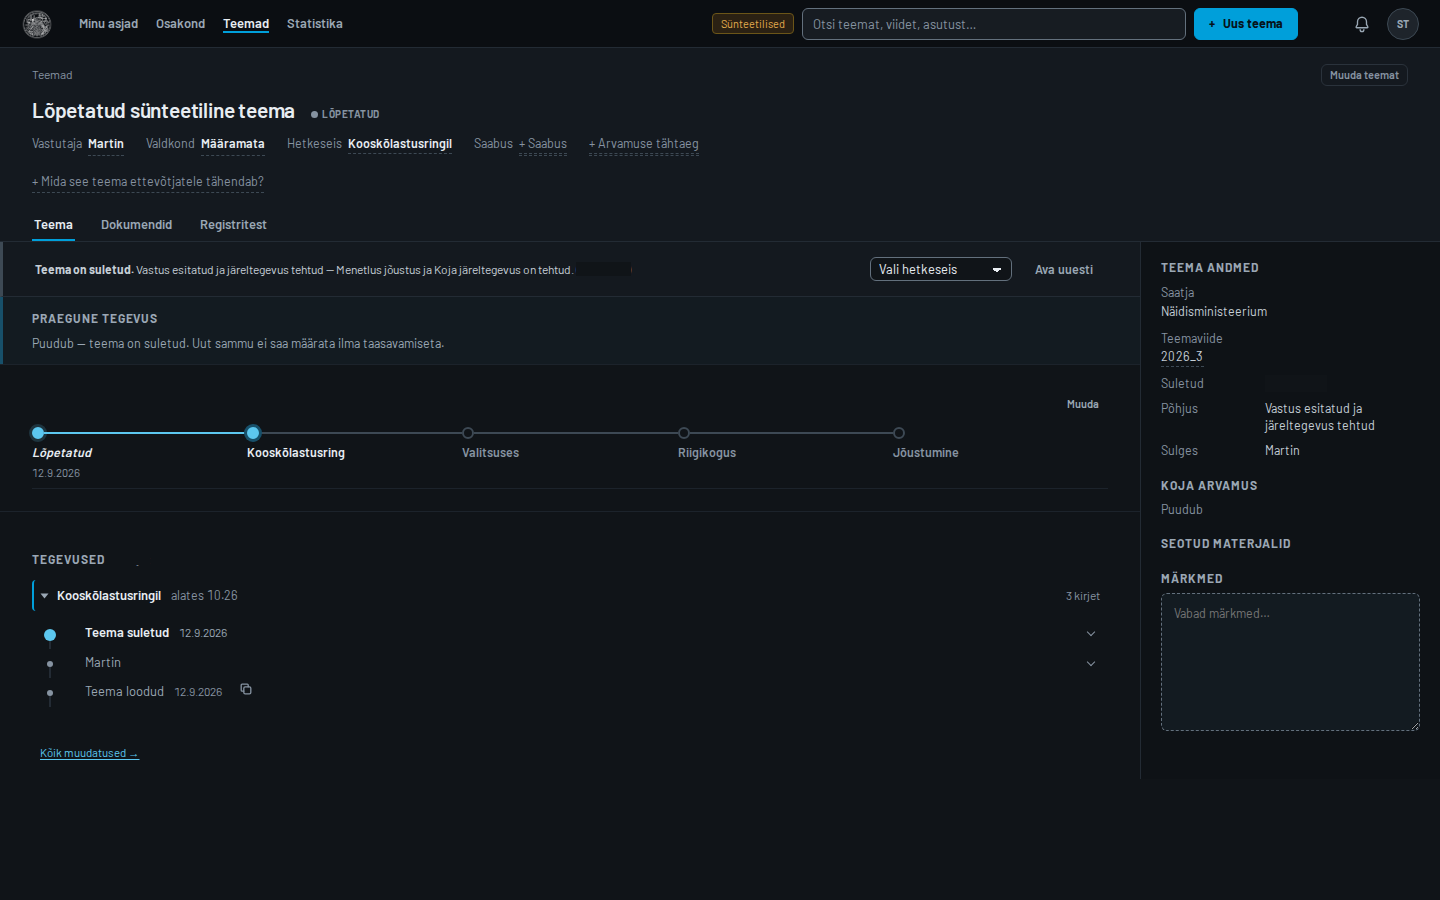 Minu asjad Osakond Teemad Statistika Sünteetilised Otsi teemat, viidet, asutust... + Uus teema ST
Teemad Muuda teemat
Lõpetatud sünteetiline teema LÕPETATUD
Vastutaja Martin Valdkond Määramata Hetkeseis Kooskõlastusringil Saabus + Saabus + Arvamuse tähtaeg
+ Mida see teema ettevõtjatele tähendab?
Teema Dokumendid Registritest
Teema on suletud. Vastus esitatud ja järeltegevus tehtud — Menetlus jõustus ja Koja järeltegevus on tehtud. Vali hetkeseis Ava uuesti
PRAEGUNE TEGEVUS
Puudub — teema on suletud. Uut sammu ei saa määrata ilma taasavamiseta.
Muuda
Lõpetatud Kooskõlastusring Valitsuses Riigikogus Jõustumine
12.9.2026
TEGEVUSED
Kooskõlastusringil alates 10.26 3 kirjet
Teema suletud 12.9.2026
Martin
Teema loodud 12.9.2026
Kõik muudatused →
TEEMA ANDMED
Saatja
Näidisministeerium
Teemaviide
2026_3
Suletud
Põhjus Vastus esitatud ja
järeltegevus tehtud
Sulges Martin
KOJA ARVAMUS
Puudub
SEOTUD MATERJALID
MÄRKMED
Vabad märkmed...